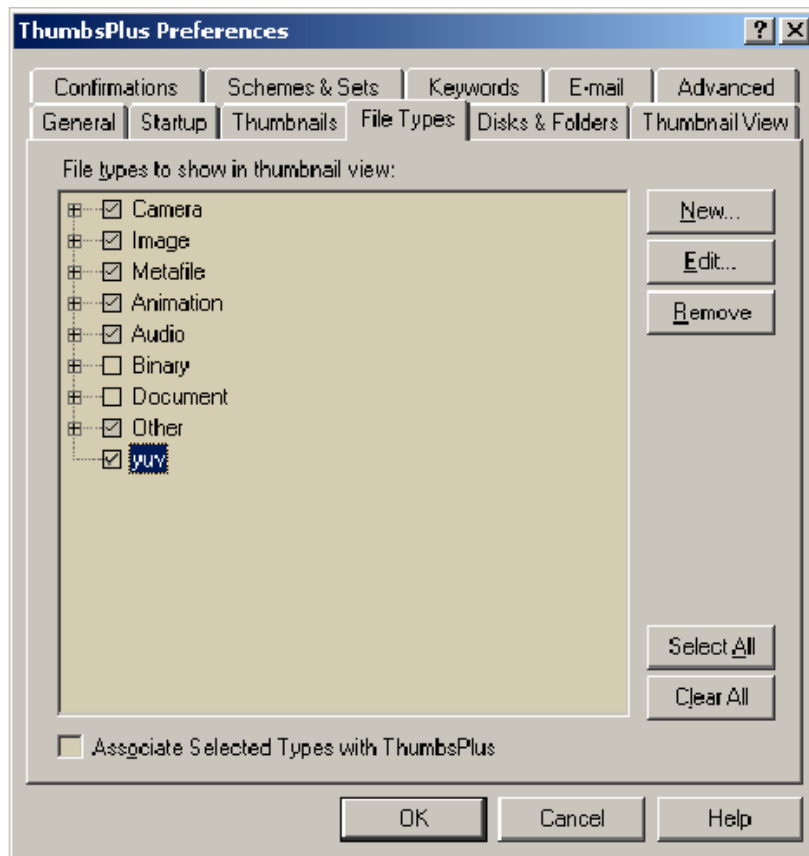 ThumbsPlus Preferences
Confirmations Schemes & Sets Keywords E-mail Advanced
General Startup Thumbnails File Types Disks & Folders Thumbnail View
File types to show in thumbnail view:
Camera
Image
Metafile
Animation
Audio
Binary
Document
Other
yuv
New...
Edit...
Remove
Select All
Clear All
Associate Selected Types with ThumbsPlus
OK Cancel Help